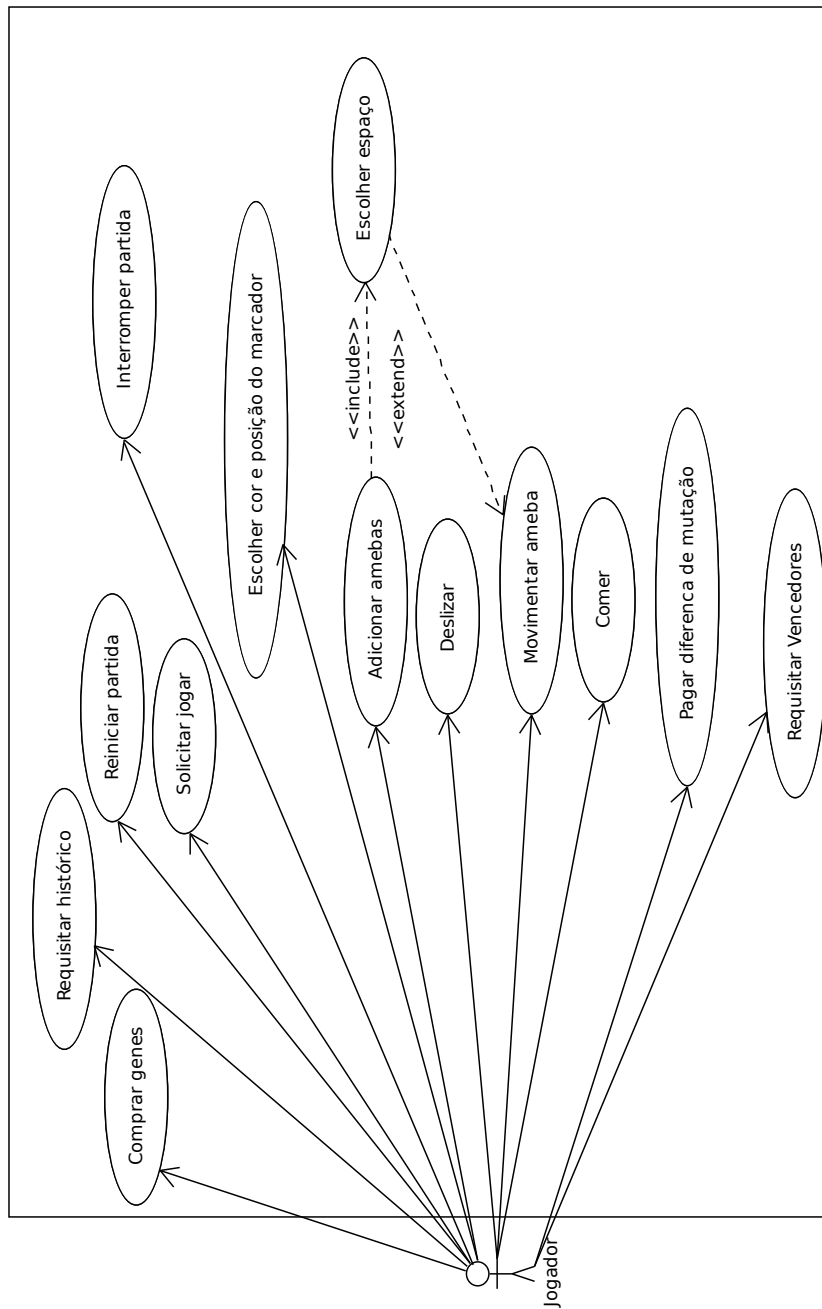 Requisitar histórico
Comprar genes
Reiniciar partida
Interromper partida
Solicitar jogar
Escolher cor e posição do marcador
<<include>>
Escolher espaço
Adicionar amebas
<<extend>>
Deslizar
Movimentar ameba
Jogador
Comer
Pagar diferenca de mutação
Requisitar Vencedores